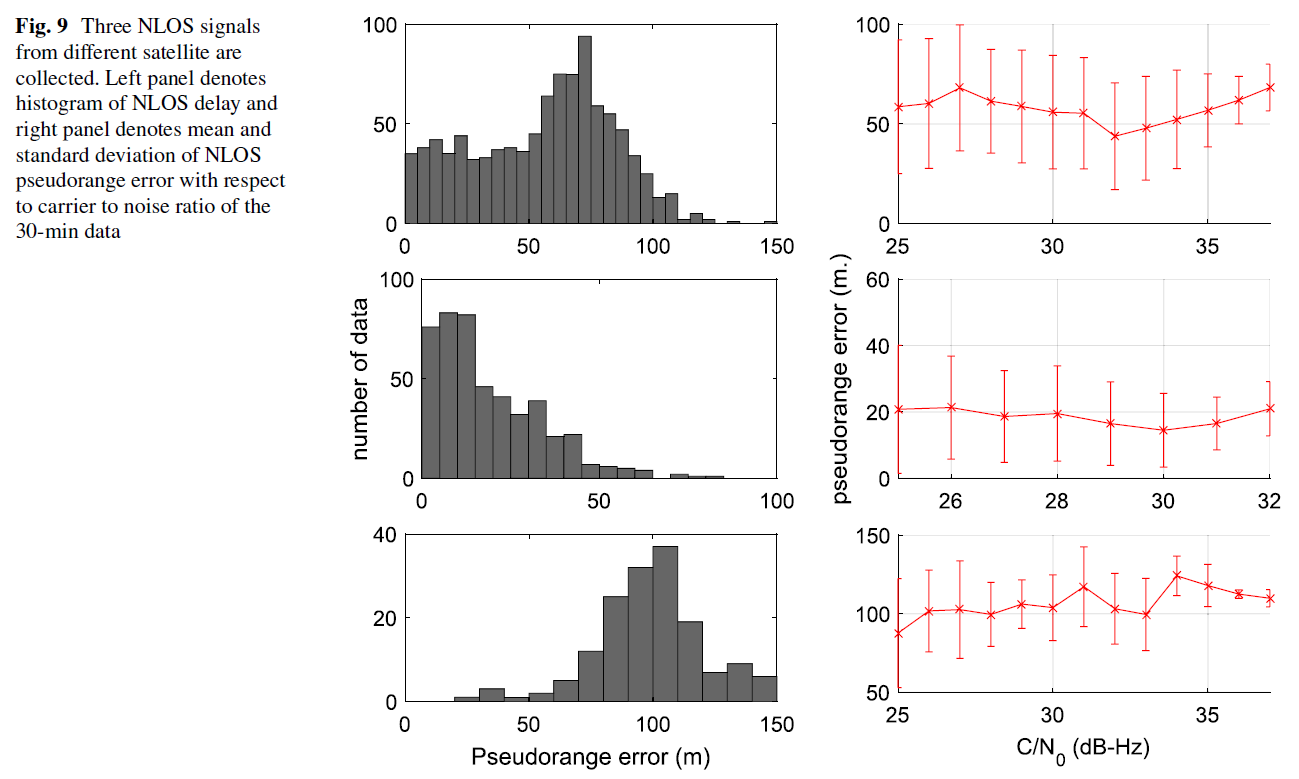 Fig. 9 Three NLOS signals
from different satellite are
collected. Left panel denotes
histogram of NLOS delay and
right panel denotes mean and
standard deviation of NLOS
pseudorange error with respect
to carrier to noise ratio of the
30-min data
100
50
0
0 50 100 150
100
50
0
25 30 35
number of data
100
50
0
0 50 100
pseudorange error (m.)
60
40
20
0
26 28 30 32
40
20
0
0 50 100 150
Pseudorange error (m)
150
100
50
25 30 35
C/N0 (dB-Hz)